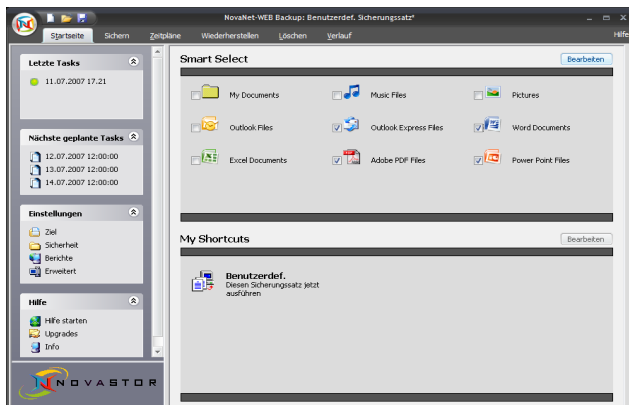 NovaNet-WEB Backup: Benutzerdef. Sicherungssatz*
Startseite Sichern Zeitpläne Wiederherstellen Löschen Verlauf Hilfe
Letzte Tasks
11.07.2007 17.21
Nächste geplante Tasks
12.07.2007 12:00:00
13.07.2007 12:00:00
14.07.2007 12:00:00
Einstellungen
Ziel
Sicherheit
Berichte
Erweitert
Hilfe
Hilfe starten
Upgrades
Info
NOVASTOR
Smart Select Bearbeiten
My Documents Music Files Pictures
Outlook Files Outlook Express Files Word Documents
Excel Documents Adobe PDF Files Power Point Files
My Shortcuts Bearbeiten
Benutzerdef.
Diesen Sicherungssatz jetzt
ausführen